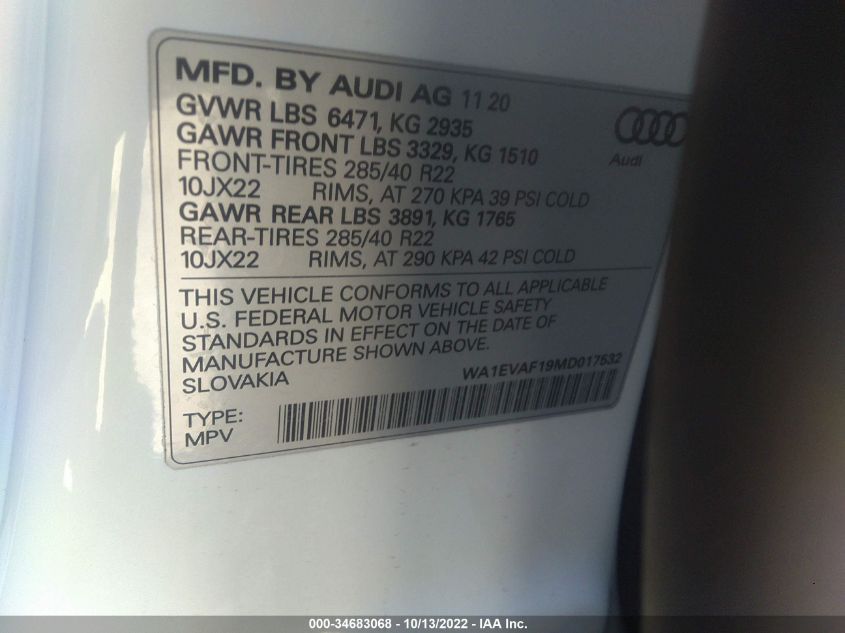 MFD. BY AUDI AG 11 20
GVWR LBS 6471, KG 2935
GAWR FRONT LBS 3329, KG 1510
FRONT-TIRES 285/40 R22
10JX22 RIMS, AT 270 KPA 39 PSI COLD
GAWR REAR LBS 3891, KG 1765
REAR-TIRES 285/40 R22
10JX22 RIMS, AT 290 KPA 42 PSI COLD
Audi
THIS VEHICLE CONFORMS TO ALL APPLICABLE
U.S. FEDERAL MOTOR VEHICLE SAFETY
STANDARDS IN EFFECT ON THE DATE OF
MANUFACTURE SHOWN ABOVE.
SLOVAKIA
WA1EVAF19MD017532
TYPE:
MPV
000-34683068 - 10/13/2022 - IAA Inc.